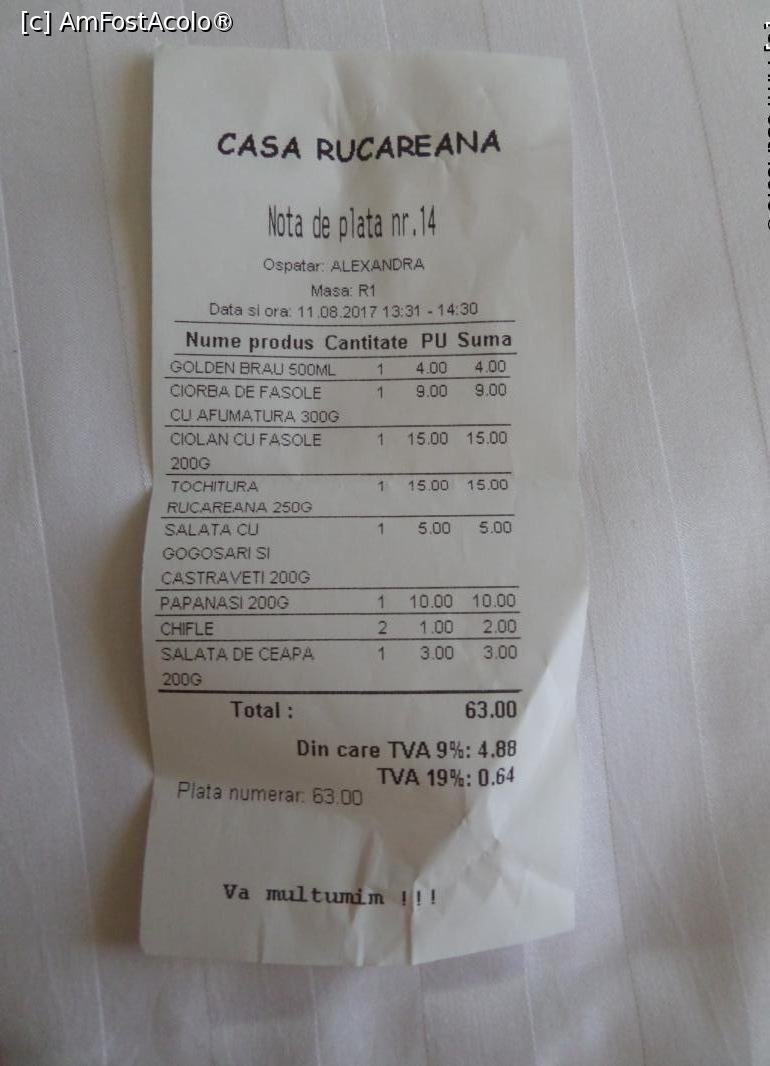 [c] AmFostAcolo®
CASA RUCAREANA
Nota de plata nr.14
Ospatar: ALEXANDRA
Masa: R1
Data si ora: 11.08.2017 13:31 - 14:30
Nume produs Cantitate PU Suma
GOLDEN BRAU 500ML 1 4.00 4.00
CIORBA DE FASOLE 1 9.00 9.00
CU AFUMATURA 300G
CIOLAN CU FASOLE 1 15.00 15.00
200G
TOCHITURA 1 15.00 15.00
RUCAREANA 250G
SALATA CU 1 5.00 5.00
GOGOSARI SI
CASTRAVETI 200G
PAPANASI 200G 1 10.00 10.00
CHIFLE 2 1.00 2.00
SALATA DE CEAPA 1 3.00 3.00
200G
Total : 63.00
Din care TVA 9%: 4.88
TVA 19%: 0.64
Plata numerar: 63.00
Va multumim !!!